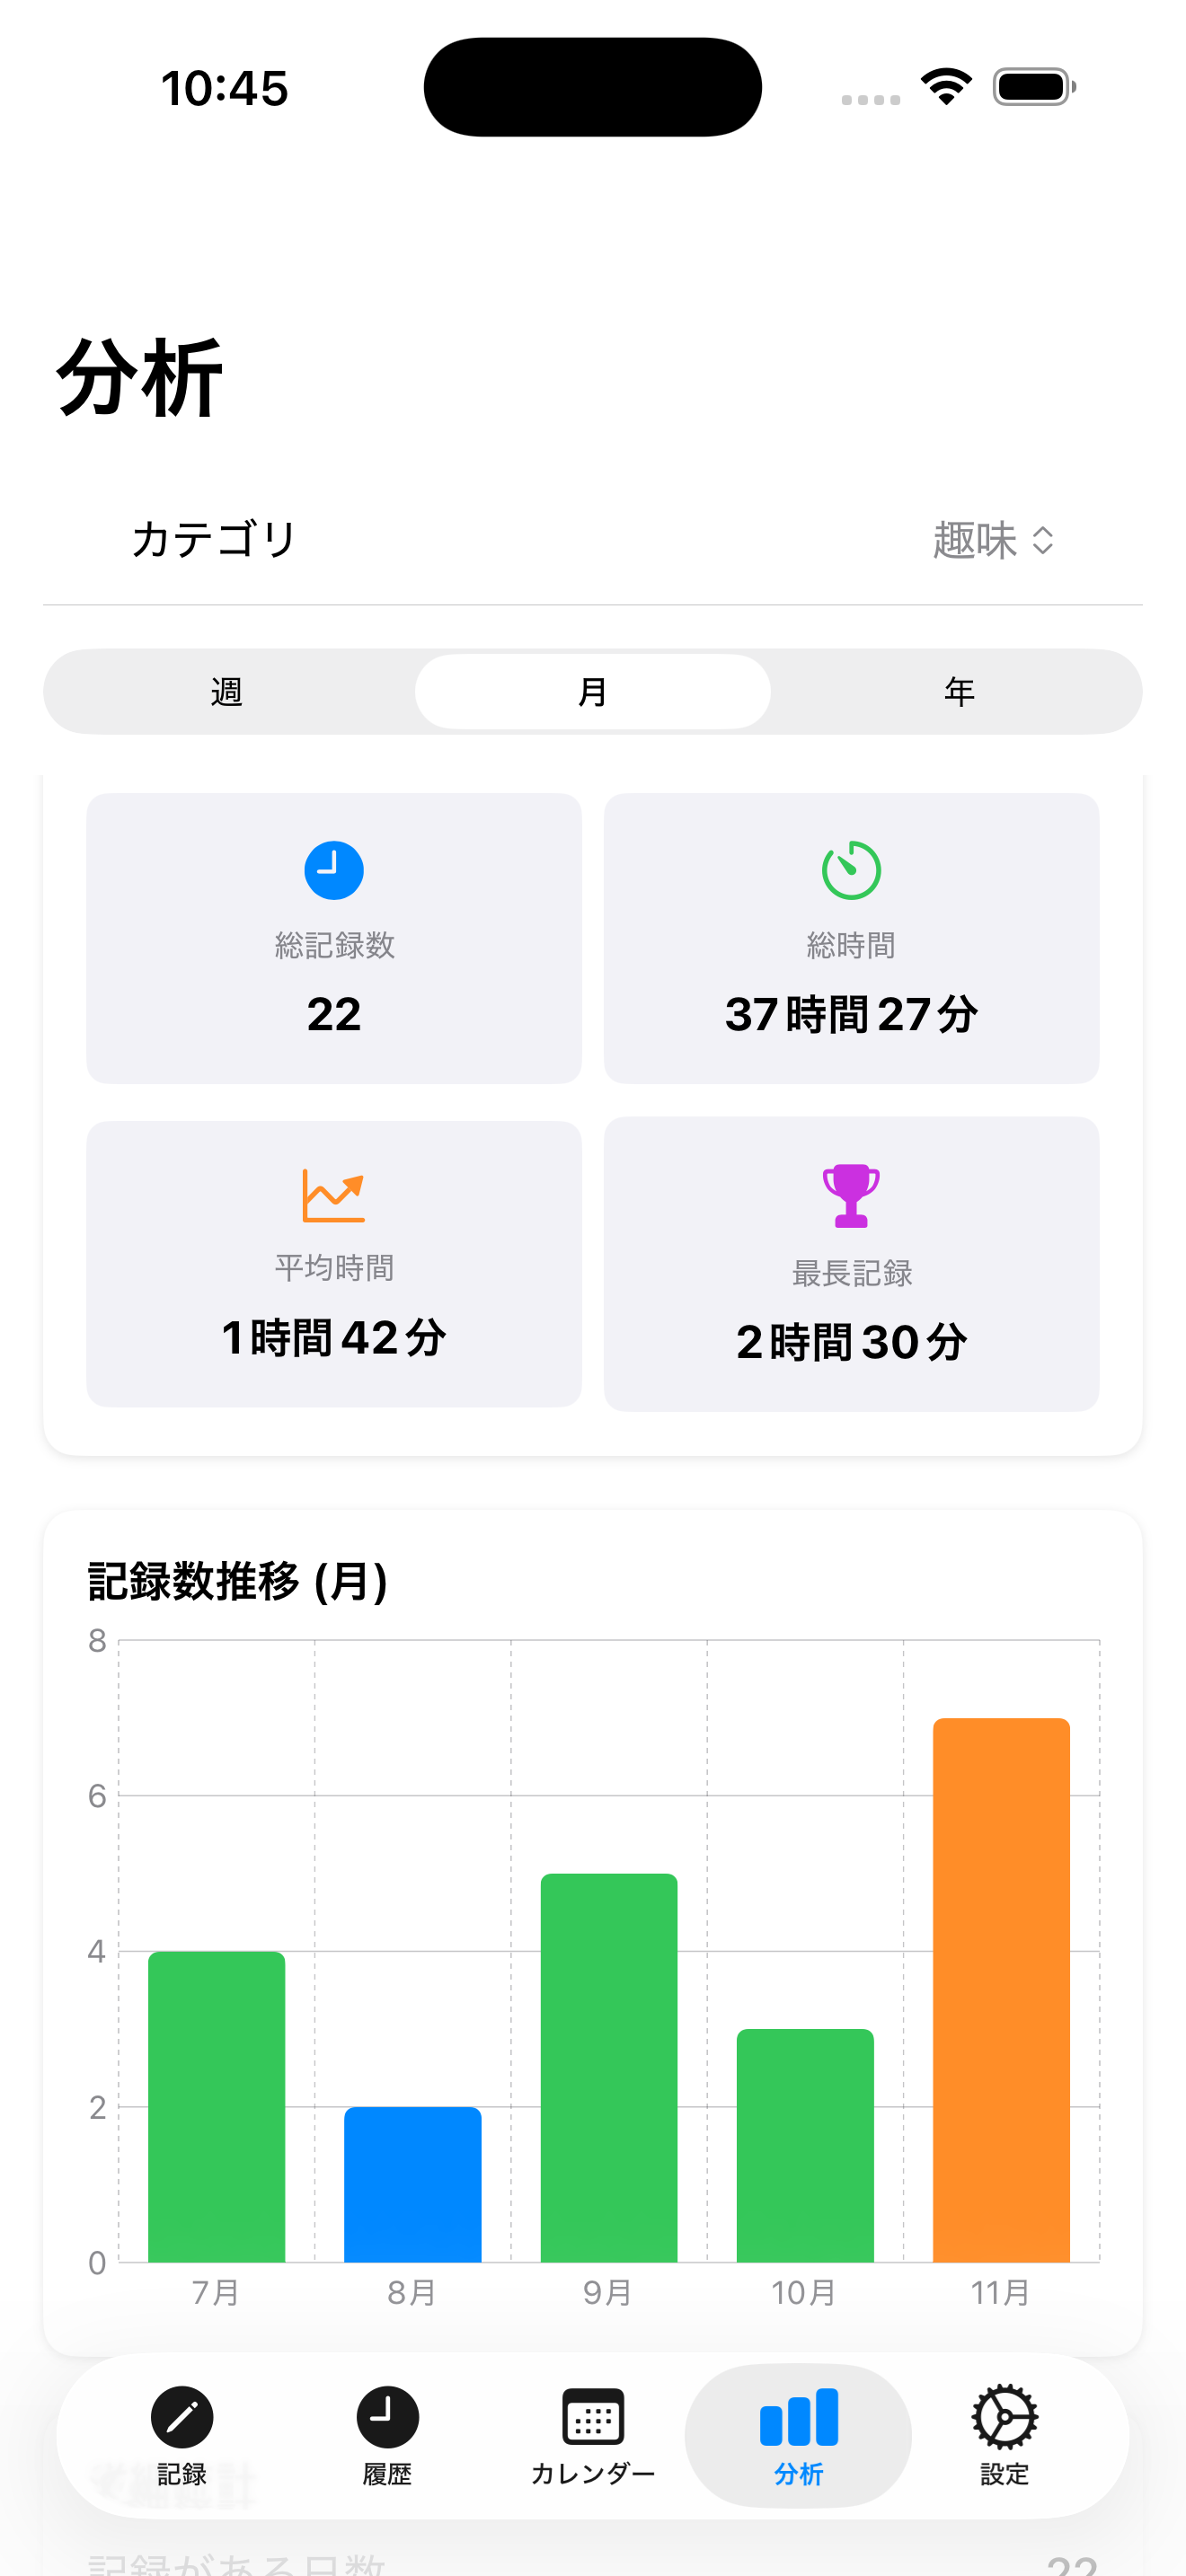 10:45
分析
カテゴリ 趣味
週 月 年
総記録数 総時間
22 37時間27分
平均時間 最長記録
1時間42分 2時間30分
記録数推移 (月)
8
6
4
2
0
7月 8月 9月 10月 11月
記録 履歴 カレンダー 分析 設定
記録がある日数 22